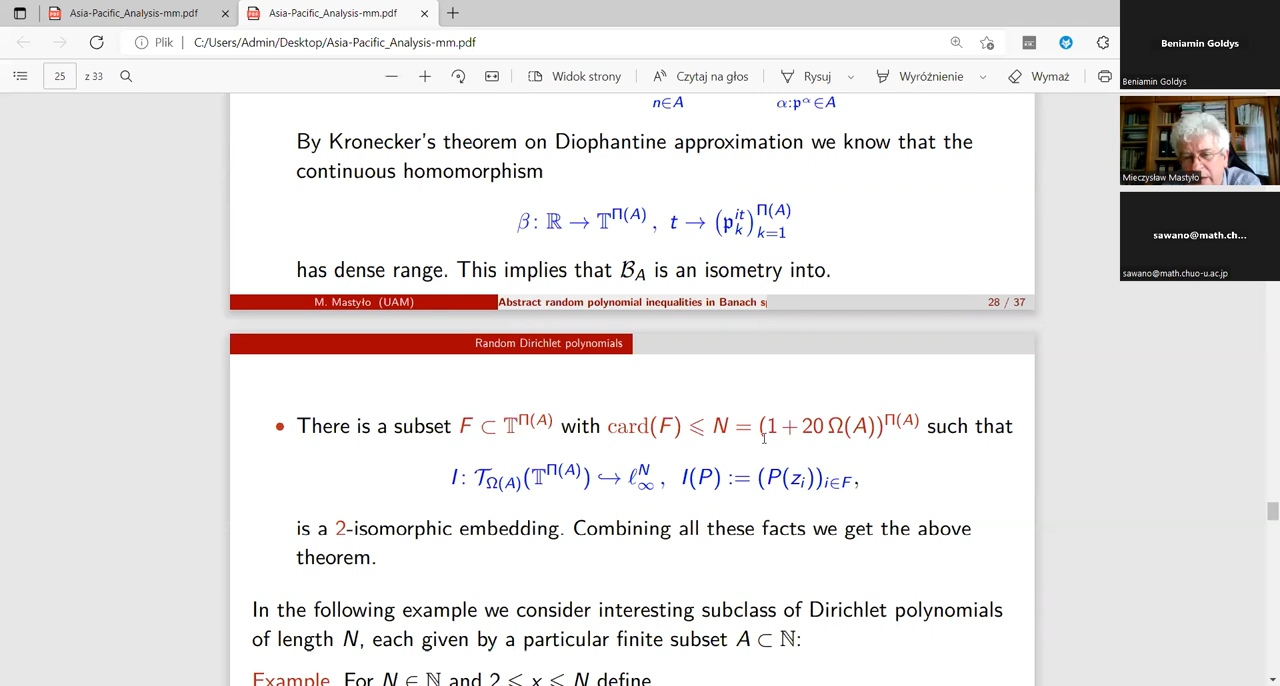 Asia-Pacific_Analysis-mm.pdf
Asia-Pacific_Analysis-mm.pdf
Plik
C:/Users/Admin/Desktop/Asia-Pacific_Analysis-mm.pdf
25
z 33
Widok strony
Czytaj na głos
Rysuj
Wyróżnienie
Wymaż
Beniamin Goldys
Beniamin Goldys
Mieczysław Mastyło
sawano@math.ch...
sawano@math.chuo-u.ac.jp
n∈A α:𝔭^α∈A
By Kronecker's theorem on Diophantine approximation we know that the
continuous homomorphism
β: ℝ → 𝕋^{Π(A)} , t → (𝔭_k^{it})_{k=1}^{Π(A)}
has dense range. This implies that ℬ_A is an isometry into.
M. Mastyło (UAM)
Abstract random polynomial inequalities in Banach s
28 / 37
Random Dirichlet polynomials
• There is a subset F ⊂ 𝕋^{Π(A)} with card(F) ⩽ N = (1 + 20 Ω(A))^{Π(A)} such that
I: 𝒯_{Ω(A)}(𝕋^{Π(A)}) ↪ ℓ_∞^N , I(P) := (P(z_i))_{i∈F},
is a 2-isomorphic embedding. Combining all these facts we get the above
theorem.
In the following example we consider interesting subclass of Dirichlet polynomials
of length N, each given by a particular finite subset A ⊂ ℕ:
Example. For N ∈ ℕ and 2 ⩽ x ⩽ N define